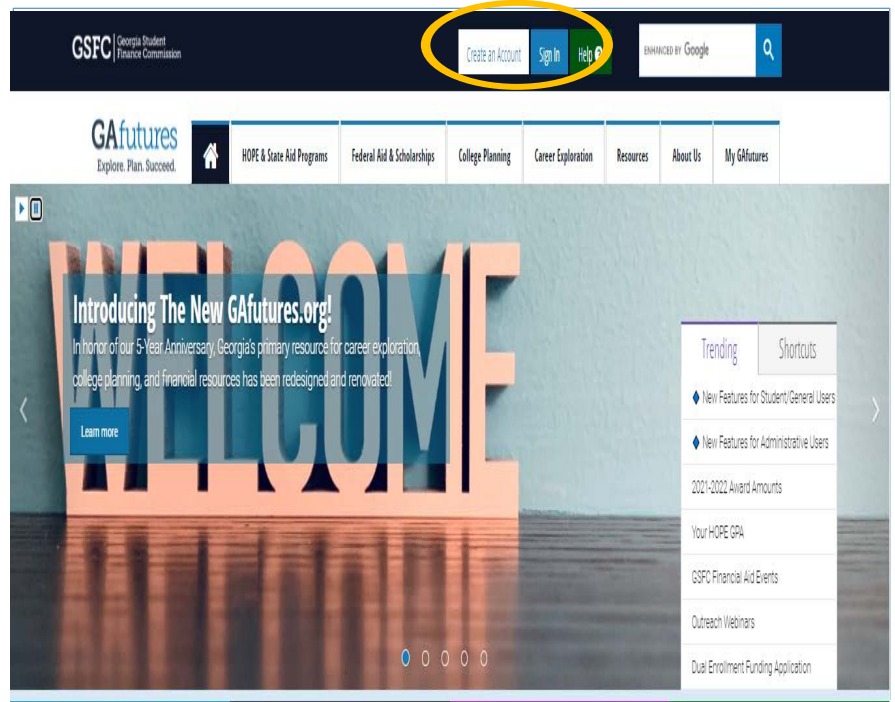 GSFC Georgia Student
Finance Commission
Create an Account
Sign In
Help ?
ENHANCED BY Google
GAfutures
Explore. Plan. Succeed.
HOPE & State Aid Programs
Federal Aid & Scholarships
College Planning
Career Exploration
Resources
About Us
My GAfutures
WELCOME
Introducing The New GAfutures.org!
In honor of our 5-Year Anniversary, Georgia's primary resource for career exploration,
college planning, and financial resources has been redesigned and renovated!
Learn more
Trending
Shortcuts
New Features for Student/General Users
New Features for Administrative Users
2021-2022 Award Amounts
Your HOPE GPA
GSFC Financial Aid Events
Outreach Webinars
Dual Enrollment Funding Application